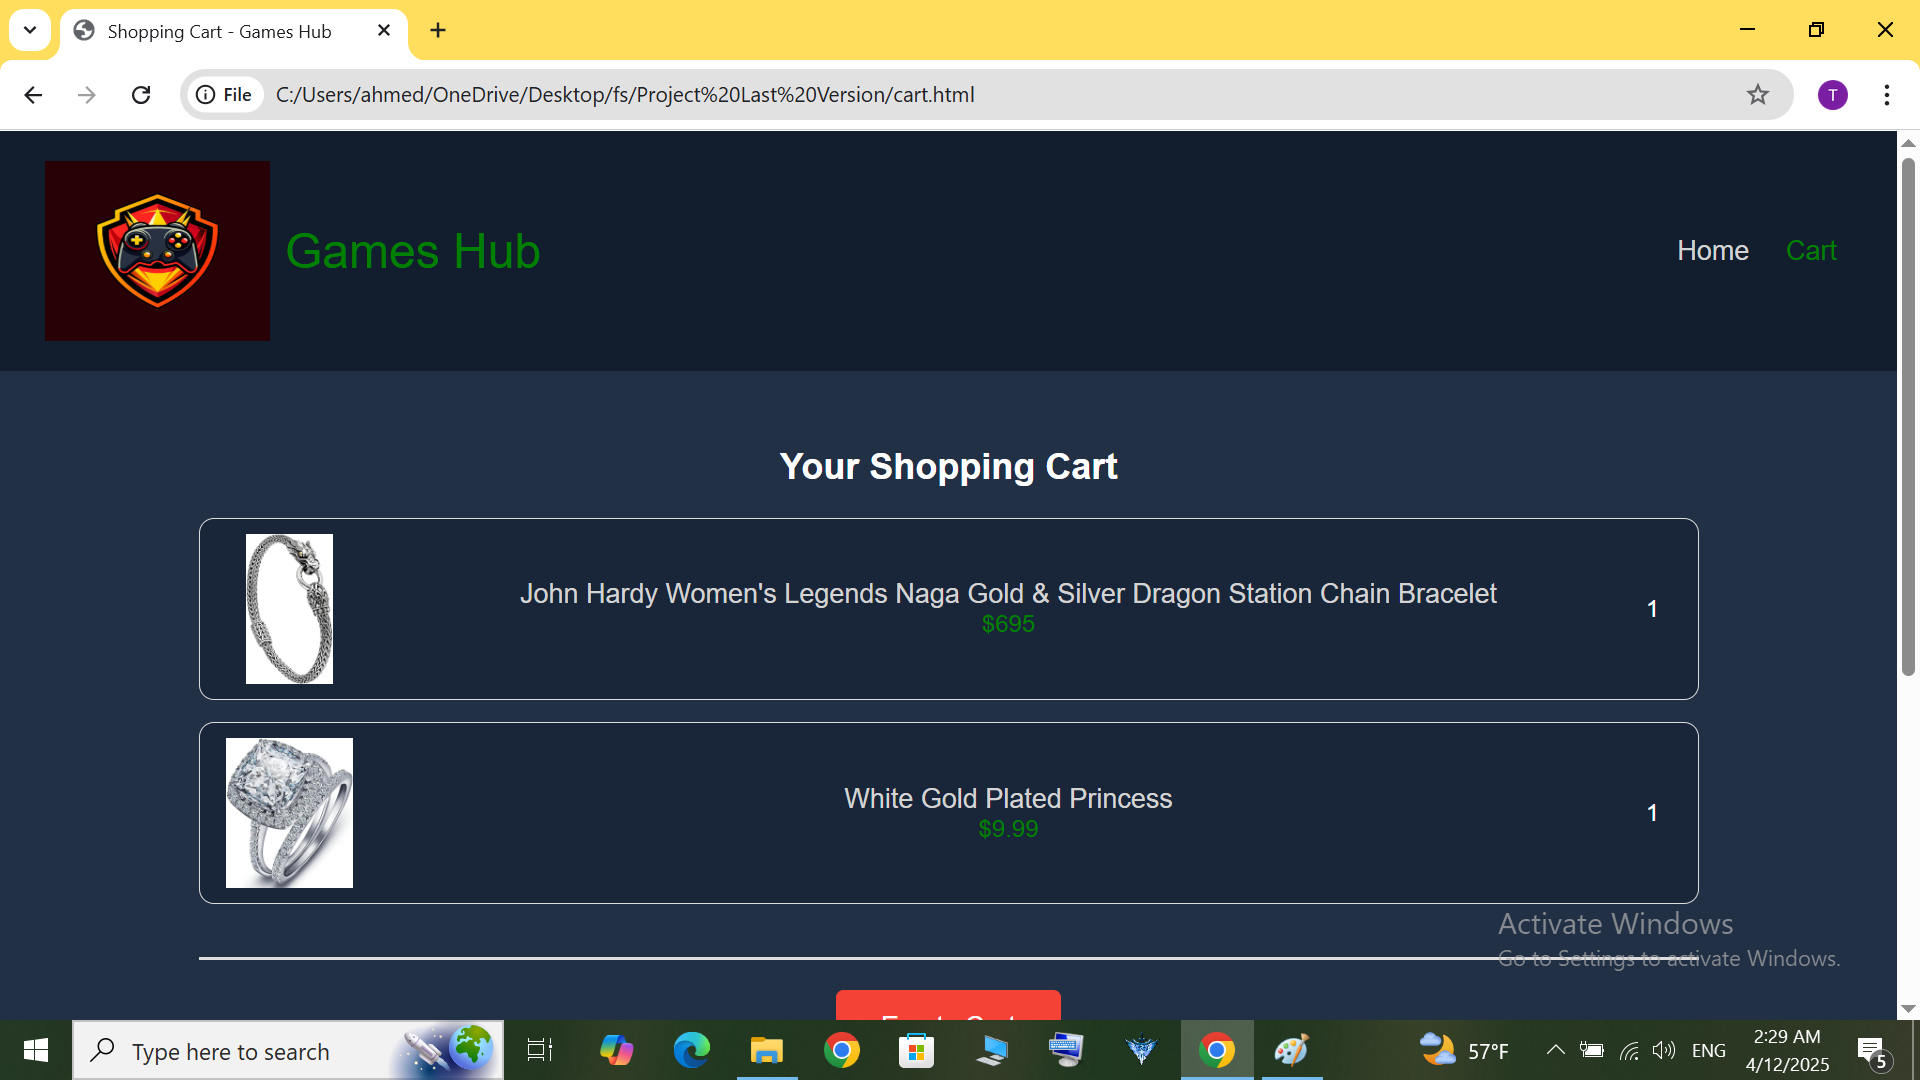 Shopping Cart - Games Hub
File
C:/Users/ahmed/OneDrive/Desktop/fs/Project%20Last%20Version/cart.html
T
Games Hub
Home
Cart
Your Shopping Cart
John Hardy Women's Legends Naga Gold & Silver Dragon Station Chain Bracelet
$695
1
White Gold Plated Princess
$9.99
1
Activate Windows
Go to Settings to activate Windows.
Type here to search
57°F
ENG
2:29 AM
4/12/2025
5